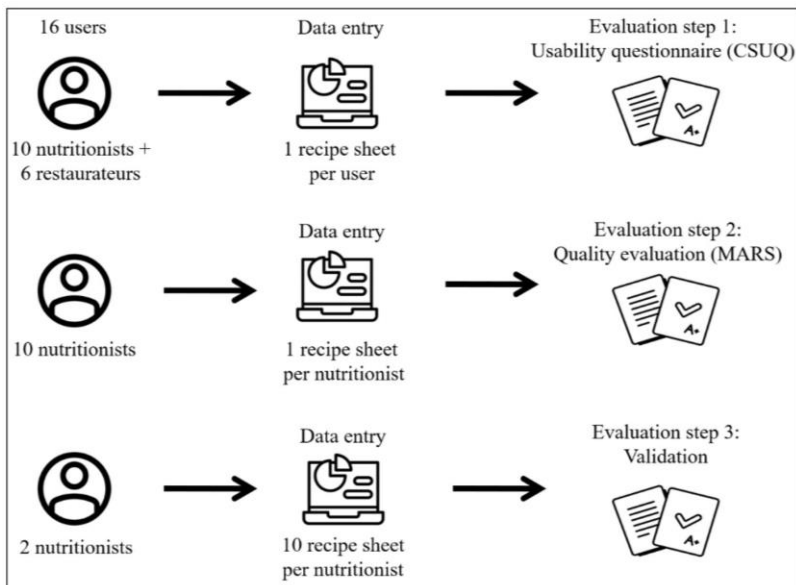 16 users
Data entry
Evaluation step 1:
Usability questionnaire (CSUQ)
A+
10 nutritionists +
6 restaurateurs
1 recipe sheet
per user
Data entry
Evaluation step 2:
Quality evaluation (MARS)
A+
10 nutritionists
1 recipe sheet
per nutritionist
Data entry
Evaluation step 3:
Validation
A+
2 nutritionists
10 recipe sheet
per nutritionist